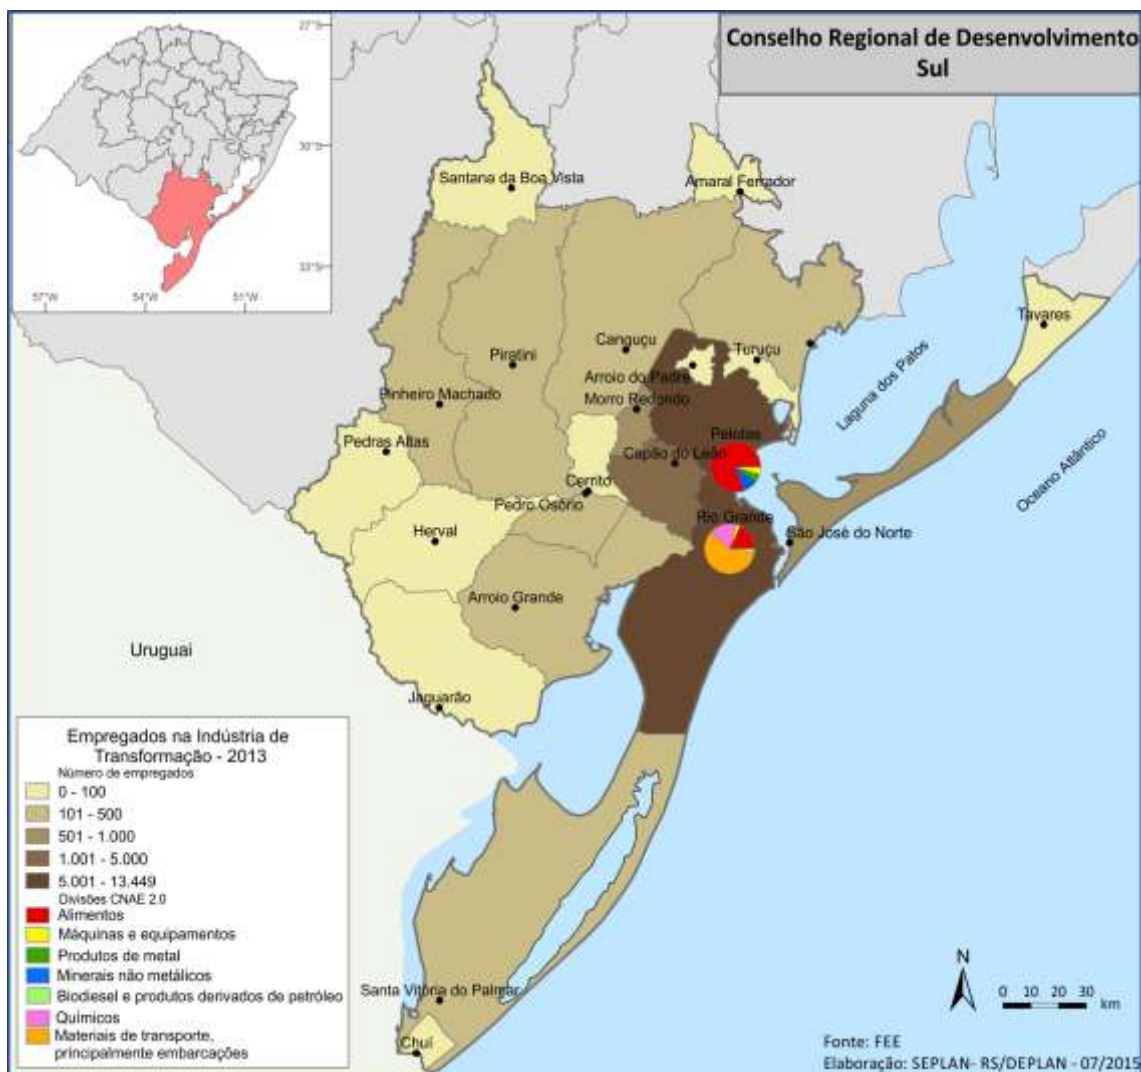 Conselho Regional de Desenvolvimento
Sul
27°S
30°S
33°S
57°W
54°W
51°W
Santana da Boa Vista
Amaral Ferrador
Tavares
Canguçu
Turuçu
Piratini
Arroio do Padre
Laguna dos Patos
Pinheiro Machado
Morro Redondo
Pelotas
Pedras Altas
Capão do Leão
Oceano Atlântico
Cerrito
Pedro Osório
Rio Grande
Herval
São José do Norte
Arroio Grande
Uruguai
Jaguarão
Empregados na Indústria de
Transformação - 2013
Número de empregados
0 - 100
101 - 500
501 - 1.000
1.001 - 5.000
5.001 - 13.449
Divisões CNAE 2.0
Alimentos
Máquinas e equipamentos
Produtos de metal
Minerais não metálicos
Biodiesel e produtos derivados de petróleo
Químicos
Materiais de transporte,
principalmente embarcações
Santa Vitória do Palmar
Chuí
N
0 10 20 30
km
Fonte: FEE
Elaboração: SEPLAN- RS/DEPLAN - 07/2015